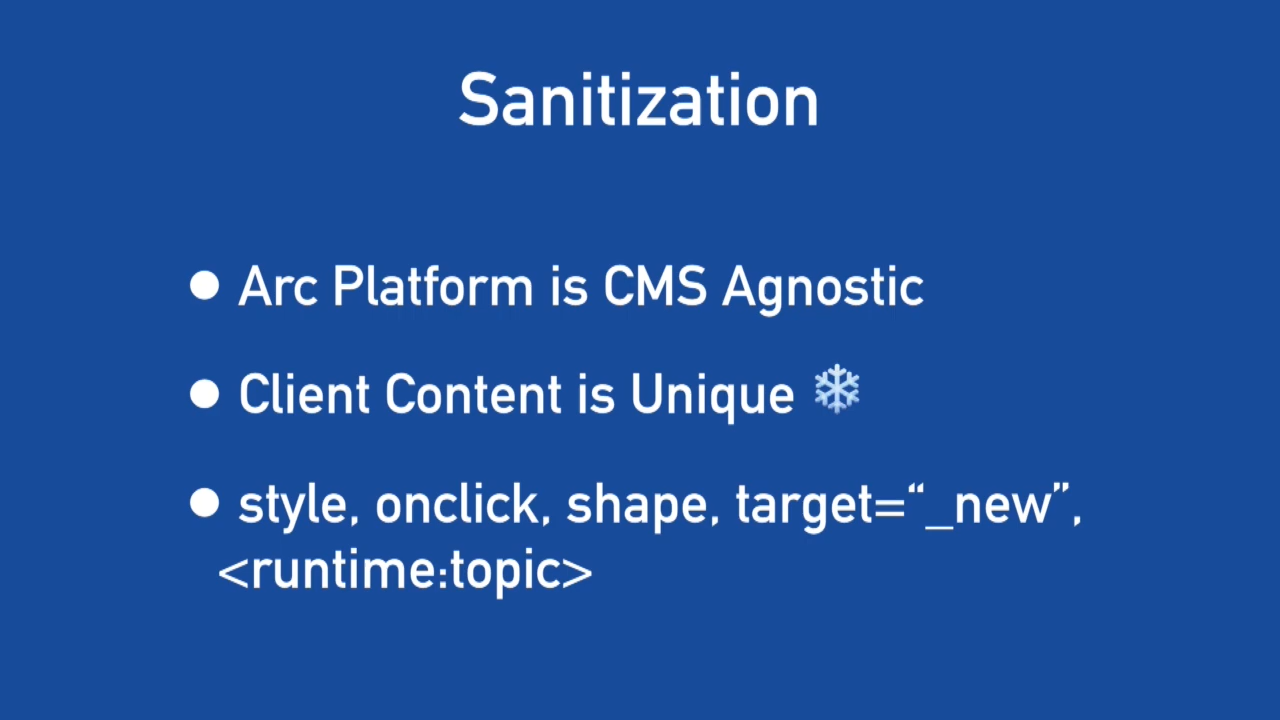 Sanitization
● Arc Platform is CMS Agnostic
● Client Content is Unique ❄️
● style, onclick, shape, target=“_new”,
<runtime:topic>